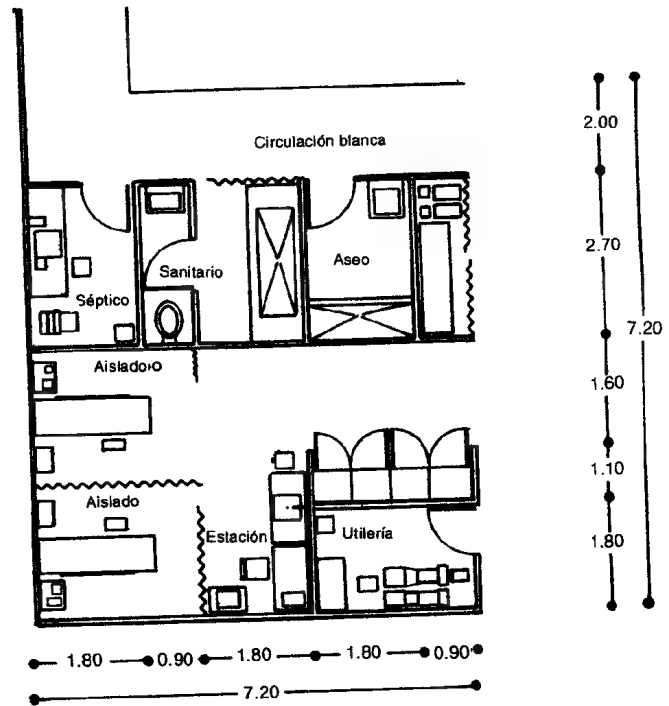 Circulación blanca
2.00
2.70
Sanitario
Aseo
Séptico
7.20
Aislado
1.60
1.10
Aislado
Estación
Utilería
1.80
1.80
0.90
1.80
1.80
0.90
7.20